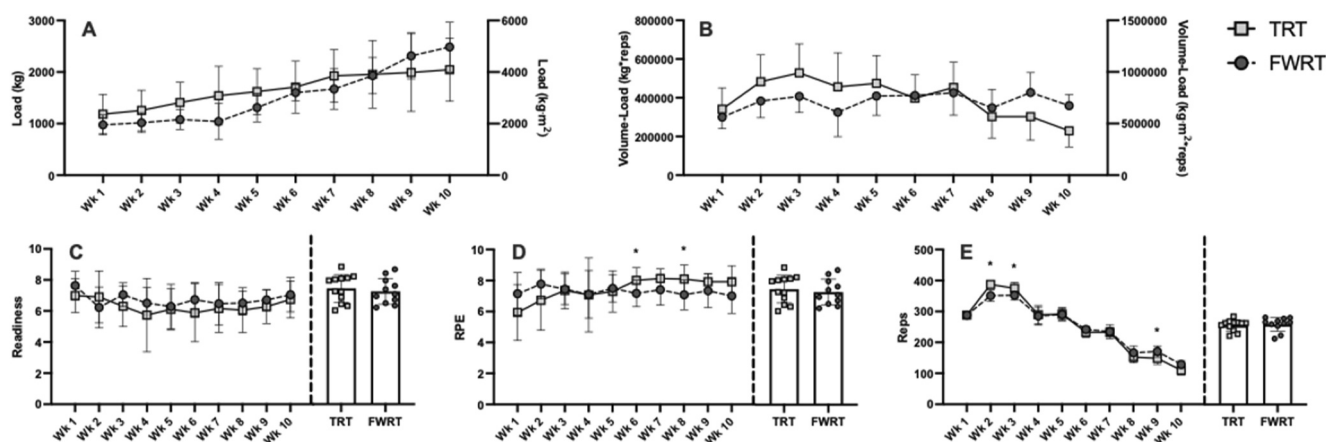 A
Load (kg)
3000
2000
1000
0
6000
4000
2000
0
Load (kg·m²)
Wk 1
Wk 2
Wk 3
Wk 4
Wk 5
Wk 6
Wk 7
Wk 8
Wk 9
Wk 10
B
Volume-Load (kg*reps)
800000
600000
400000
200000
0
1500000
1000000
500000
0
Volume-Load (kg·m²*reps)
Wk 1
Wk 2
Wk 3
Wk 4
Wk 5
Wk 6
Wk 7
Wk 8
Wk 9
Wk 10
TRT
FWRT
C
Readiness
10
8
6
4
2
0
Wk 1
Wk 2
Wk 3
Wk 4
Wk 5
Wk 6
Wk 7
Wk 8
Wk 9
Wk 10
TRT
FWRT
D
RPE
10
8
6
4
2
0
*
*
Wk 1
Wk 2
Wk 3
Wk 4
Wk 5
Wk 6
Wk 7
Wk 8
Wk 9
Wk 10
TRT
FWRT
E
Reps
500
400
300
200
100
0
*
*
*
Wk 1
Wk 2
Wk 3
Wk 4
Wk 5
Wk 6
Wk 7
Wk 8
Wk 9
Wk 10
TRT
FWRT